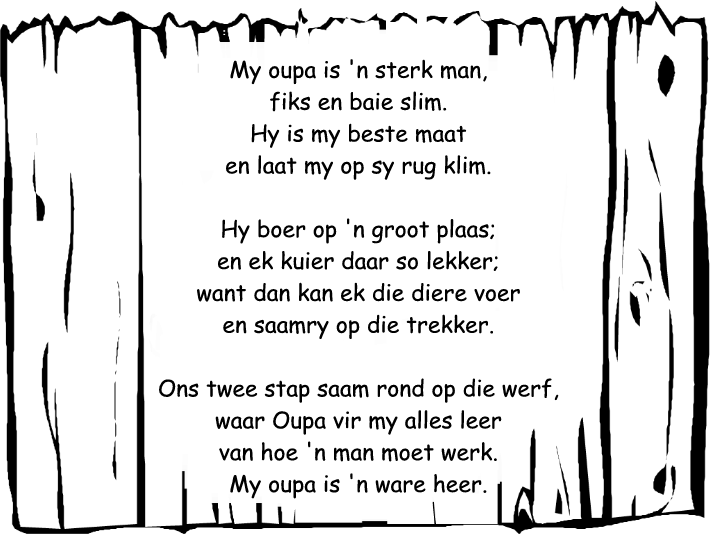 My oupa is 'n sterk man,
fiks en baie slim.
Hy is my beste maat
en laat my op sy rug klim.

Hy boer op 'n groot plaas;
en ek kuier daar so lekker;
want dan kan ek die diere voer
en saamry op die trekker.

Ons twee stap saam rond op die werf,
waar Oupa vir my alles leer
van hoe 'n man moet werk.
My oupa is 'n ware heer.